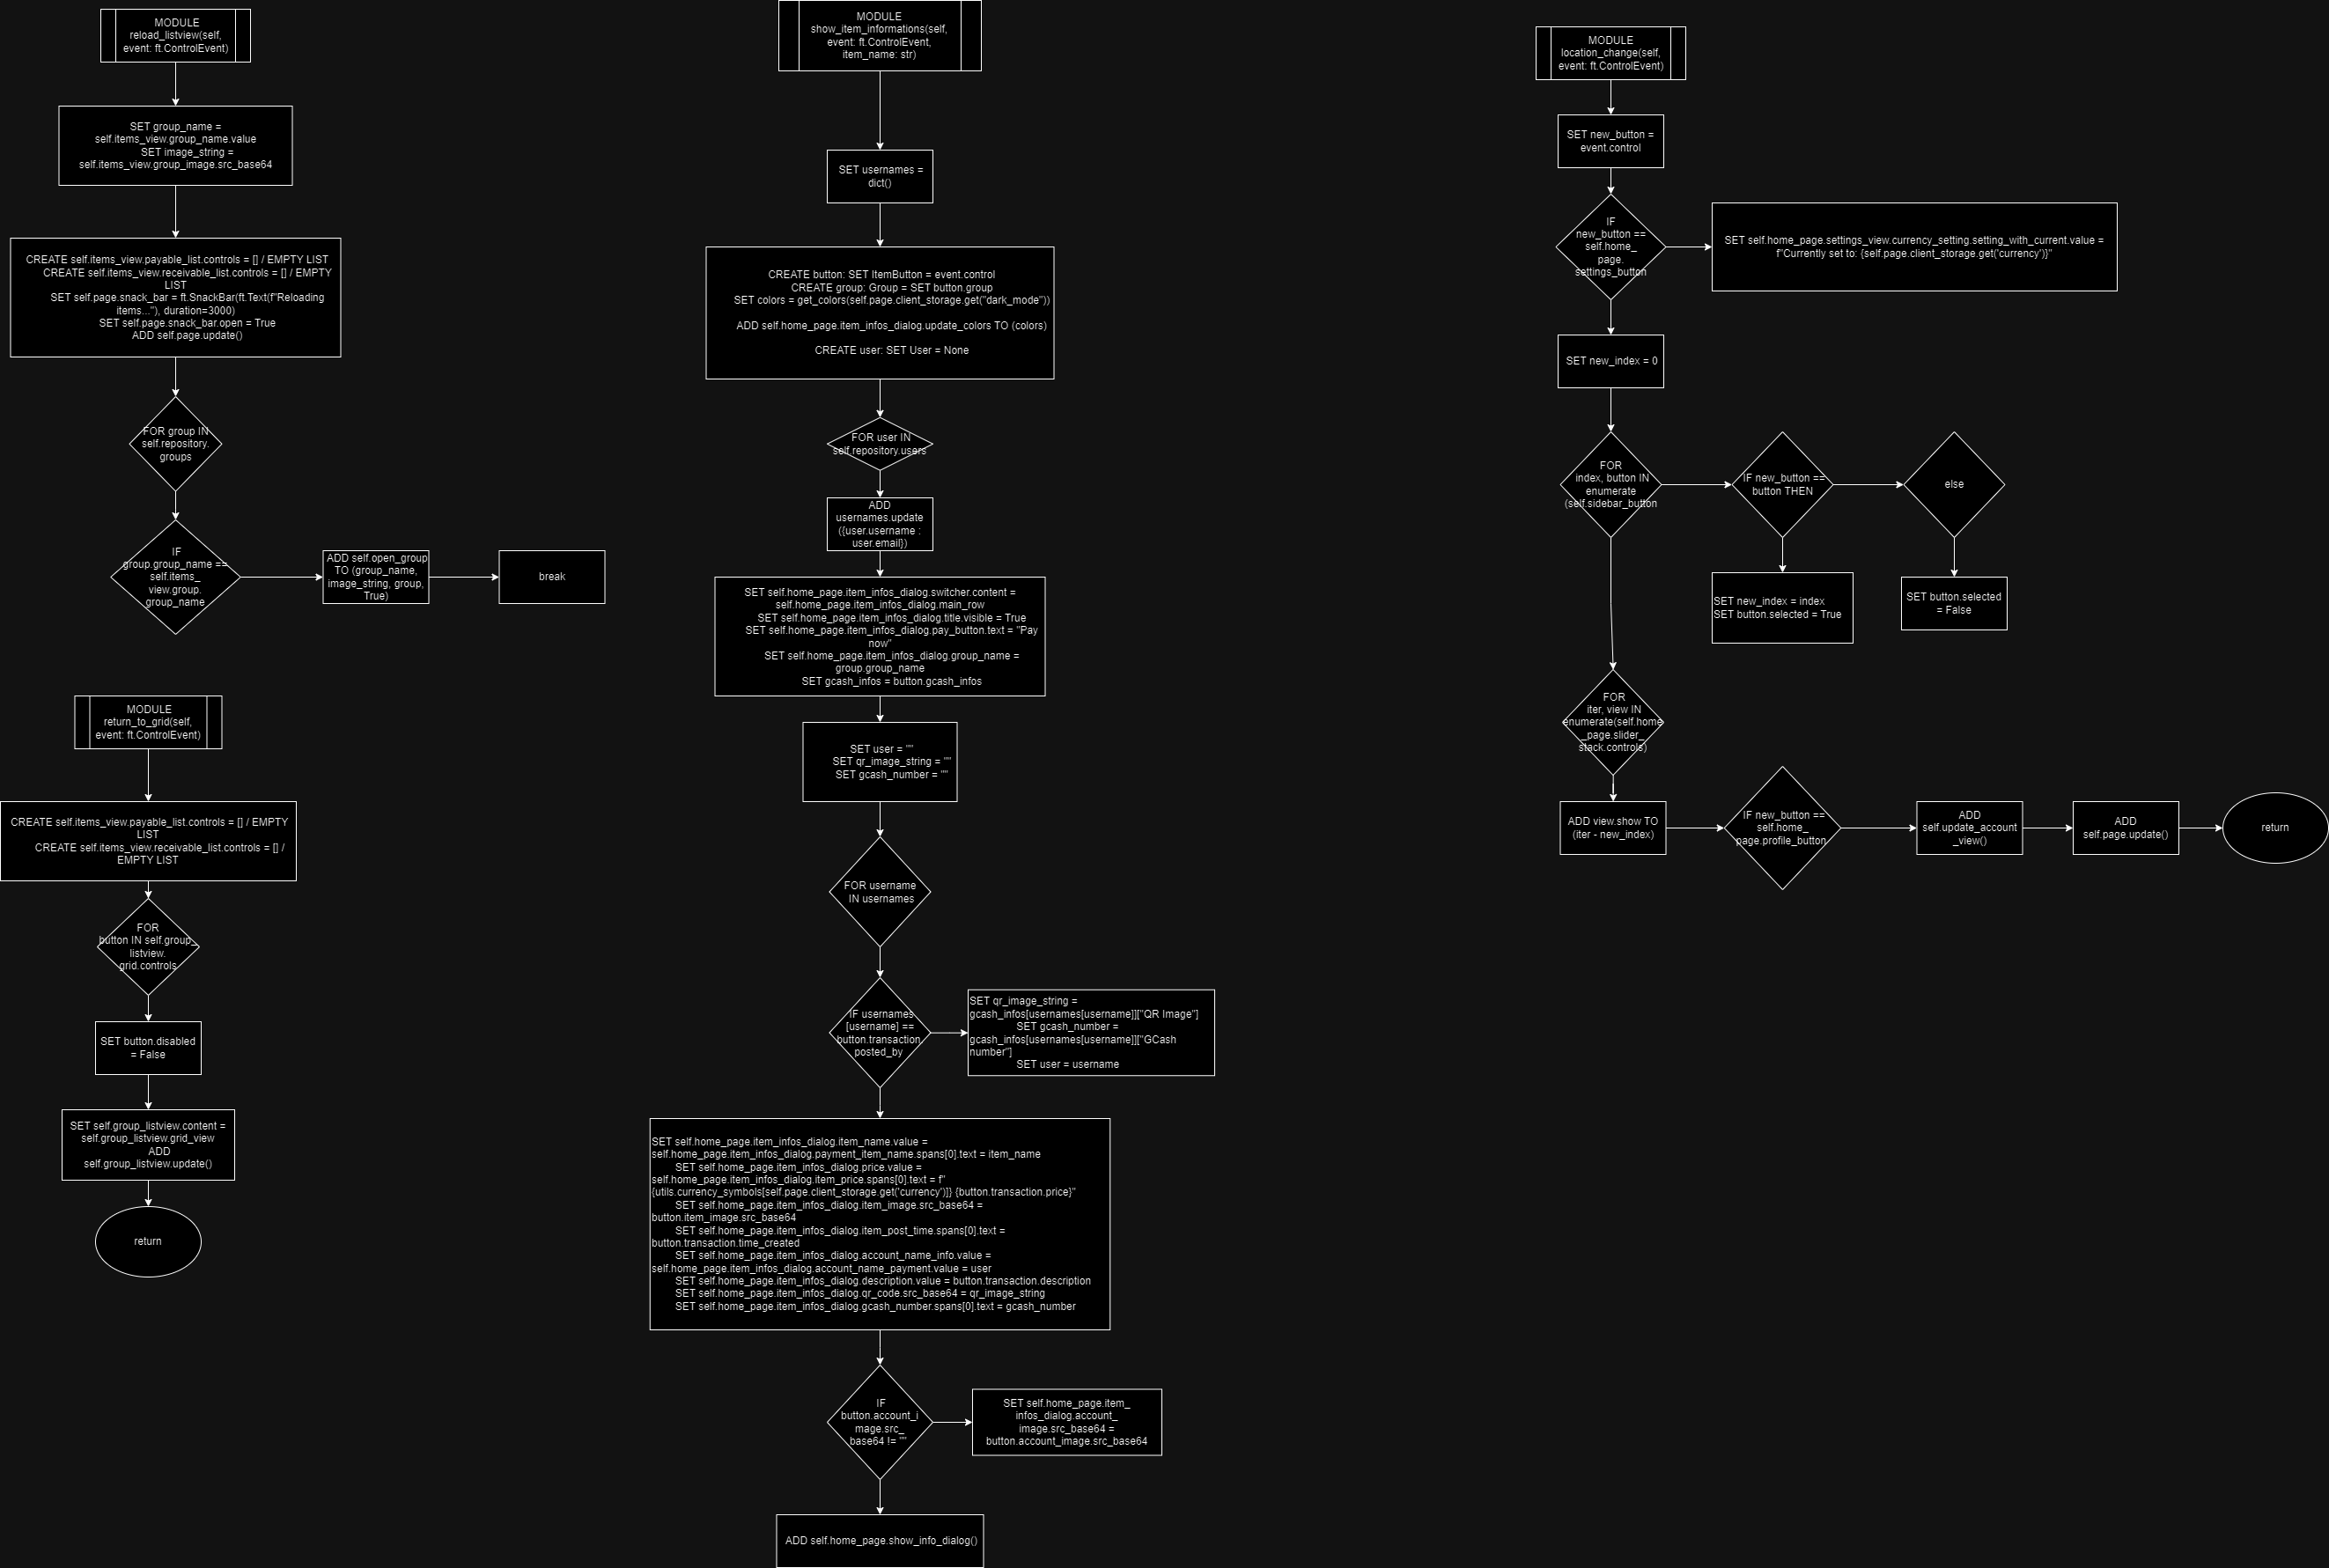 MODULE
reload_listview(self,
event: ft.ControlEvent)
SET group_name =
self.items_view.group_name.value
SET image_string =
self.items_view.group_image.src_base64
CREATE self.items_view.payable_list.controls = [] / EMPTY LIST
CREATE self.items_view.receivable_list.controls = [] / EMPTY
LIST
SET self.page.snack_bar = ft.SnackBar(ft.Text(f"Reloading
items..."), duration=3000)
SET self.page.snack_bar.open = True
ADD self.page.update()
FOR group IN
self.repository.
groups
IF
group.group_name ==
self.items_
view.group.
group_name
ADD self.open_group
TO (group_name,
image_string, group,
True)
break
MODULE
return_to_grid(self,
event: ft.ControlEvent)
CREATE self.items_view.payable_list.controls = [] / EMPTY
LIST
CREATE self.items_view.receivable_list.controls = [] /
EMPTY LIST
FOR
button IN self.group_
listview.
grid.controls
SET button.disabled
= False
SET self.group_listview.content =
self.group_listview.grid_view
ADD
self.group_listview.update()
return
MODULE
show_item_informations(self,
event: ft.ControlEvent,
item_name: str)
SET usernames =
dict()
CREATE button: SET ItemButton = event.control
CREATE group: Group = SET button.group
SET colors = get_colors(self.page.client_storage.get("dark_mode"))
ADD self.home_page.item_infos_dialog.update_colors TO (colors)
CREATE user: SET User = None
FOR user IN
self.repository.users
ADD
usernames.update
({user.username :
user.email})
SET self.home_page.item_infos_dialog.switcher.content =
self.home_page.item_infos_dialog.main_row
SET self.home_page.item_infos_dialog.title.visible = True
SET self.home_page.item_infos_dialog.pay_button.text = "Pay
now"
SET self.home_page.item_infos_dialog.group_name =
group.group_name
SET gcash_infos = button.gcash_infos
SET user = ""
SET qr_image_string = ""
SET gcash_number = ""
FOR username
IN usernames
IF usernames
[username] ==
button.transaction.
posted_by
SET qr_image_string =
gcash_infos[usernames[username]]["QR Image"]
SET gcash_number =
gcash_infos[usernames[username]]["GCash
number"]
SET user = username
SET self.home_page.item_infos_dialog.item_name.value =
self.home_page.item_infos_dialog.payment_item_name.spans[0].text = item_name
SET self.home_page.item_infos_dialog.price.value =
self.home_page.item_infos_dialog.item_price.spans[0].text = f"
{utils.currency_symbols[self.page.client_storage.get('currency')]} {button.transaction.price}"
SET self.home_page.item_infos_dialog.item_image.src_base64 =
button.item_image.src_base64
SET self.home_page.item_infos_dialog.item_post_time.spans[0].text =
button.transaction.time_created
SET self.home_page.item_infos_dialog.account_name_info.value =
self.home_page.item_infos_dialog.account_name_payment.value = user
SET self.home_page.item_infos_dialog.description.value = button.transaction.description
SET self.home_page.item_infos_dialog.qr_code.src_base64 = qr_image_string
SET self.home_page.item_infos_dialog.gcash_number.spans[0].text = gcash_number
IF
button.account_i
mage.src_
base64 != ""
SET self.home_page.item_
infos_dialog.account_
image.src_base64 =
button.account_image.src_base64
ADD self.home_page.show_info_dialog()
MODULE
location_change(self,
event: ft.ControlEvent)
SET new_button =
event.control
IF
new_button ==
self.home_
page.
settings_button
SET self.home_page.settings_view.currency_setting.setting_with_current.value =
f"Currently set to: {self.page.client_storage.get('currency')}"
SET new_index = 0
FOR
index, button IN
enumerate
(self.sidebar_button
IF new_button ==
button THEN
else
SET new_index = index
SET button.selected = True
SET button.selected
= False
FOR
iter, view IN
enumerate(self.home
_page.slider_
stack.controls)
ADD view.show TO
(iter - new_index)
IF new_button ==
self.home_
page.profile_button
ADD
self.update_account
_view()
ADD
self.page.update()
return